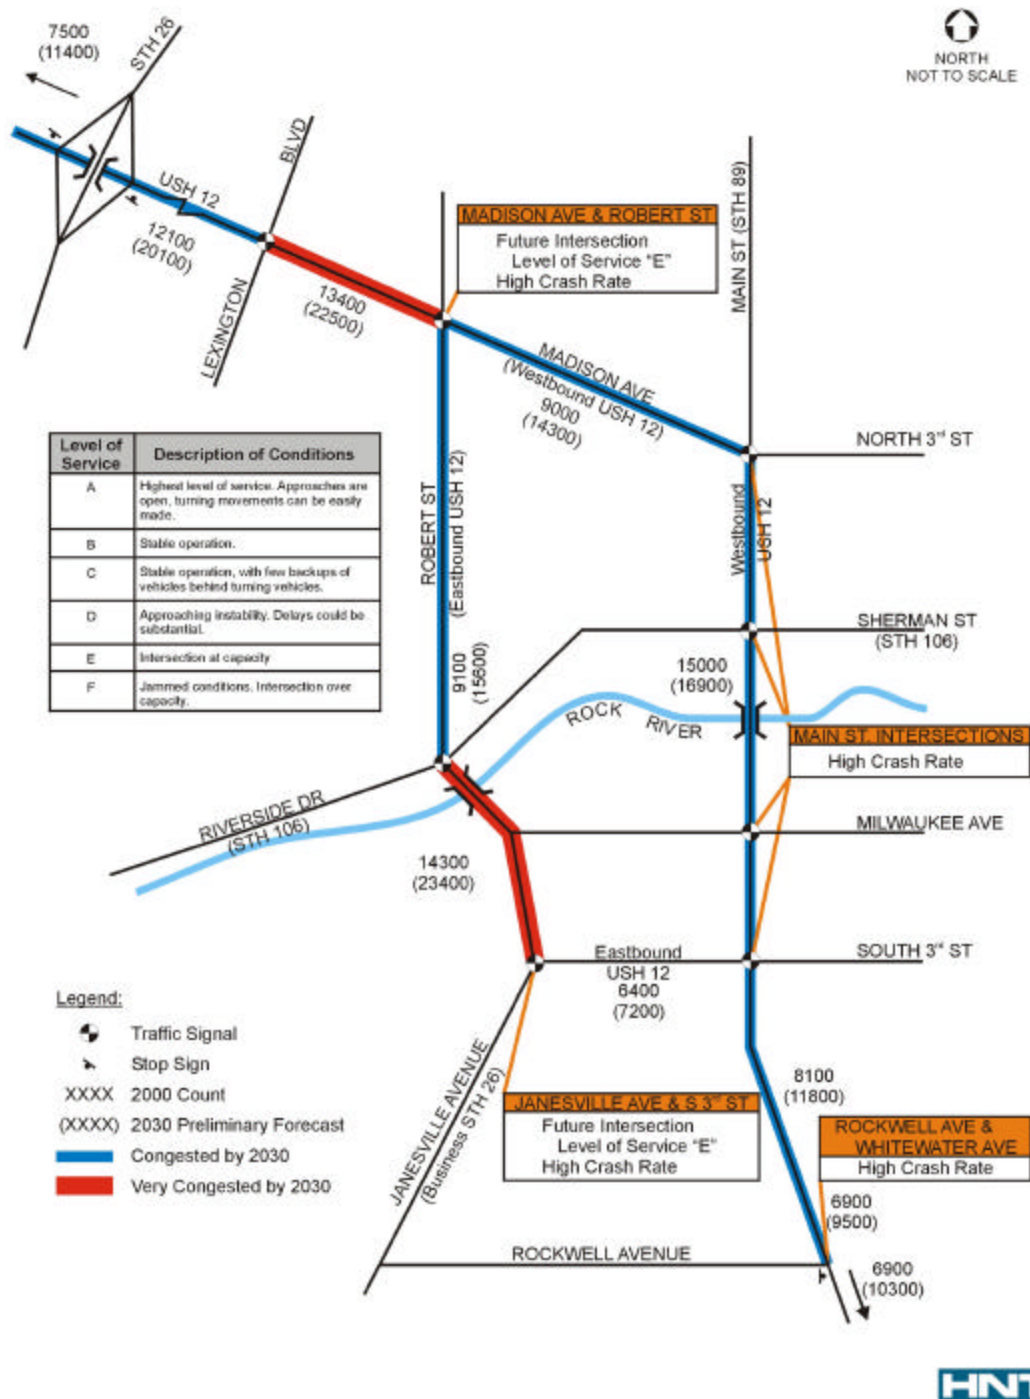 7500
(11400)
STH 26
NORTH
NOT TO SCALE
USH 12
12100
(20100)
BLVD
LEXINGTON
13400
(22500)
MADISON AVE & ROBERT ST
Future Intersection
Level of Service "E"
High Crash Rate
MAIN ST (STH 89)
MADISON AVE
(Westbound USH 12)
9000
(14300)
NORTH 3rd ST
Level of Service
Description of Conditions
A
Highest level of service. Approaches are
open, turning movements can be easily
made.
B
Stable operation.
C
Stable operation, with few backups of
vehicles behind turning vehicles.
D
Approaching instability. Delays could be
substantial.
E
Intersection at capacity
F
Jammed conditions. Intersection over
capacity.
ROBERT ST
(Eastbound USH 12)
9100
(15600)
Westbound
USH 12
SHERMAN ST
(STH 106)
15000
(16900)
ROCK RIVER
MAIN ST. INTERSECTIONS
High Crash Rate
RIVERSIDE DR
(STH 106)
MILWAUKEE AVE
14300
(23400)
Eastbound
USH 12
6400
(7200)
SOUTH 3rd ST
Legend:
Traffic Signal
Stop Sign
XXXX 2000 Count
(XXXX) 2030 Preliminary Forecast
Congested by 2030
Very Congested by 2030
JANESVILLE AVENUE
(Business STH 26)
JANESVILLE AVE & S 3rd ST
Future Intersection
Level of Service "E"
High Crash Rate
8100
(11800)
ROCKWELL AVE &
WHITEWATER AVE
High Crash Rate
6900
(9500)
ROCKWELL AVENUE
6900
(10300)